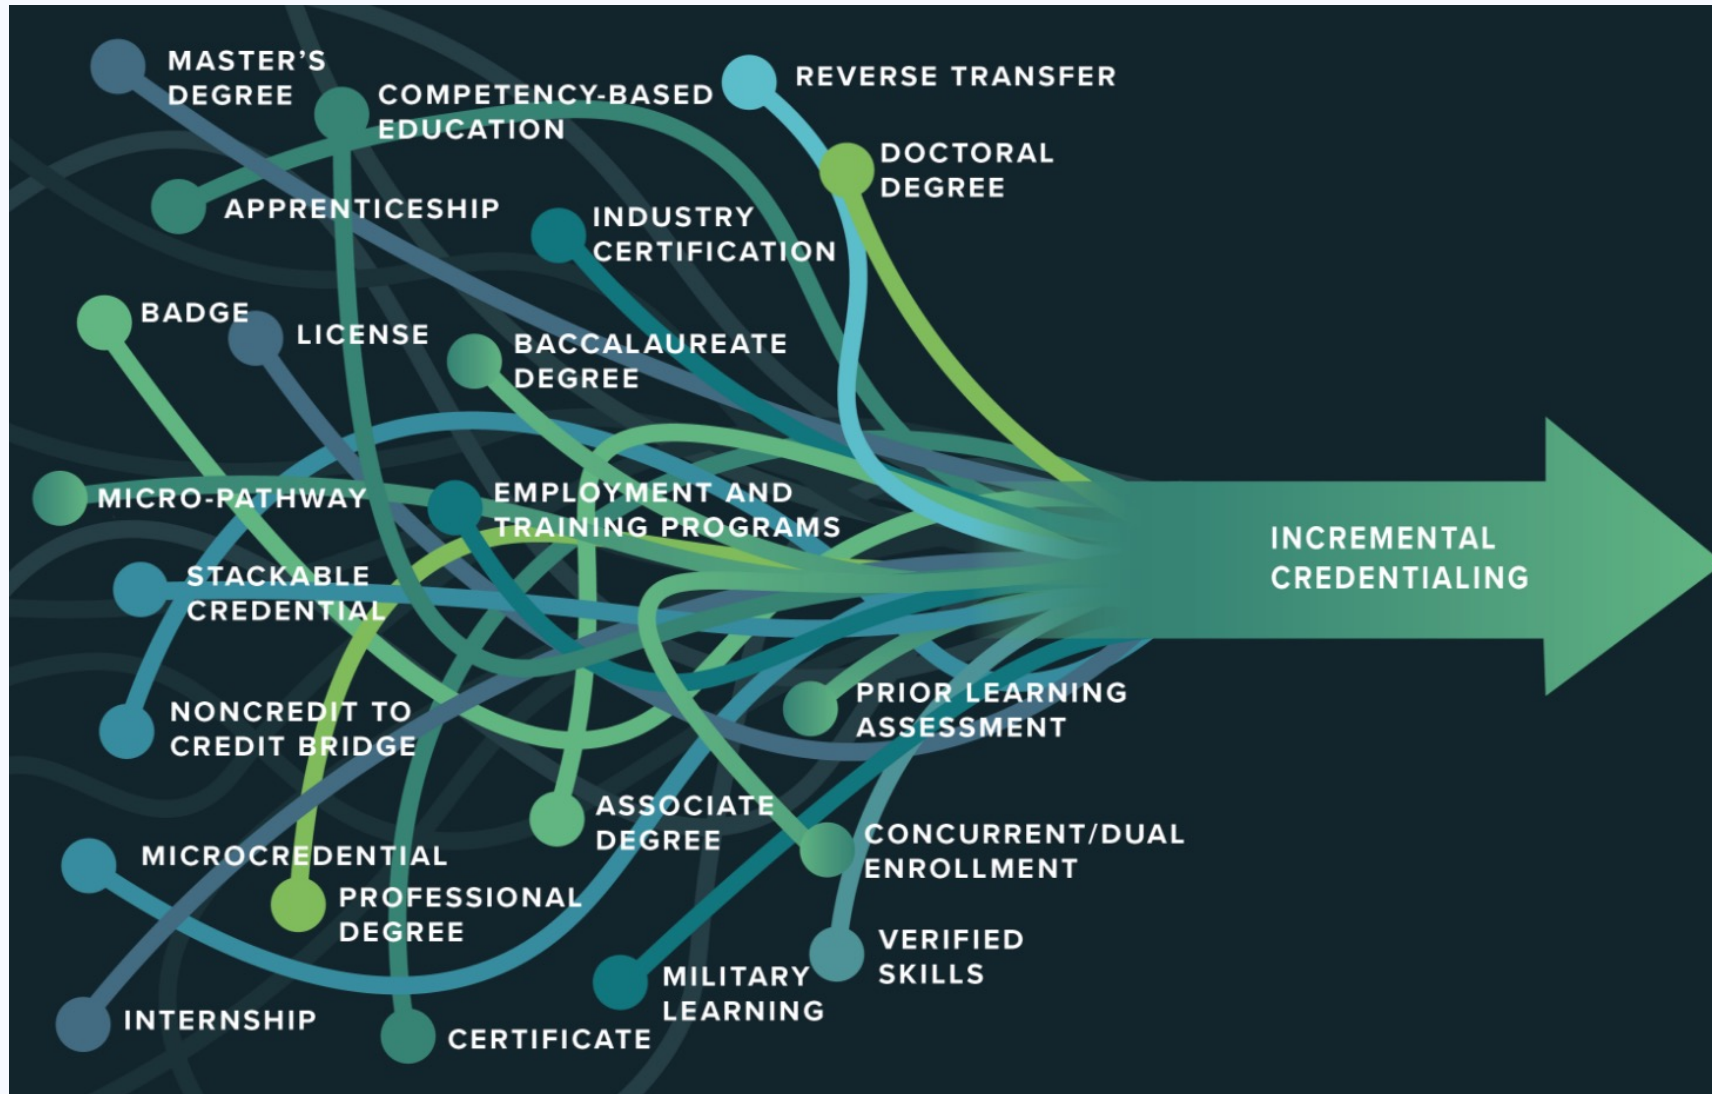 MASTER'S
DEGREE
COMPETENCY-BASED
EDUCATION
REVERSE TRANSFER
DOCTORAL
DEGREE
APPRENTICESHIP
INDUSTRY
CERTIFICATION
BADGE
LICENSE
BACCALAUREATE
DEGREE
MICRO-PATHWAY
EMPLOYMENT AND
TRAINING PROGRAMS
INCREMENTAL
CREDENTIALING
STACKABLE
CREDENTIAL
NONCREDIT TO
CREDIT BRIDGE
PRIOR LEARNING
ASSESSMENT
ASSOCIATE
DEGREE
CONCURRENT/DUAL
ENROLLMENT
MICROCREDENTIAL
PROFESSIONAL
DEGREE
VERIFIED
SKILLS
MILITARY
LEARNING
INTERNSHIP
CERTIFICATE